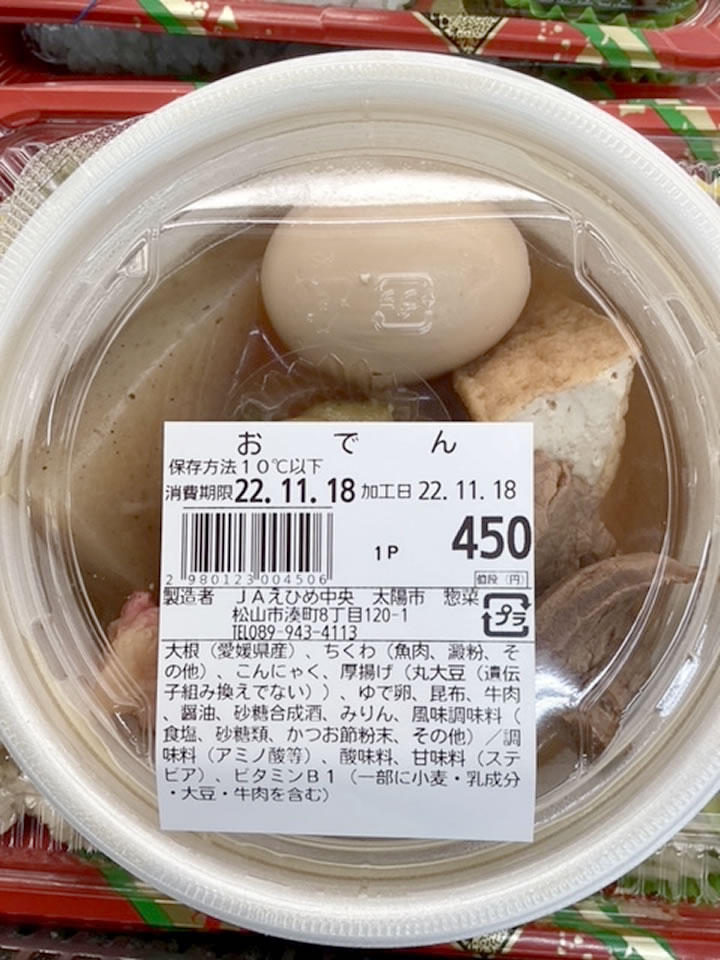 おでん
保存方法10℃以下
消費期限22.11.18 加工日 22.11.18
1P 450
2 980123 004506
値段 (円)
製造者 JAえひめ中央 太陽市 惣菜
松山市湊町8丁目120-1
TEL089-943-4113
プラ
大根(愛媛県産)、ちくわ(魚肉、澱粉、そ
の他)、こんにゃく、厚揚げ(丸大豆(遺伝
子組み換えでない))、ゆで卵、昆布、牛肉
、醤油、砂糖合成酒、みりん、風味調味料(
食塩、砂糖類、かつお節粉末、その他)/調
味料(アミノ酸等)、酸味料、甘味料(ステ
ビア)、ビタミンB1(一部に小麦・乳成分
・大豆・牛肉を含む)